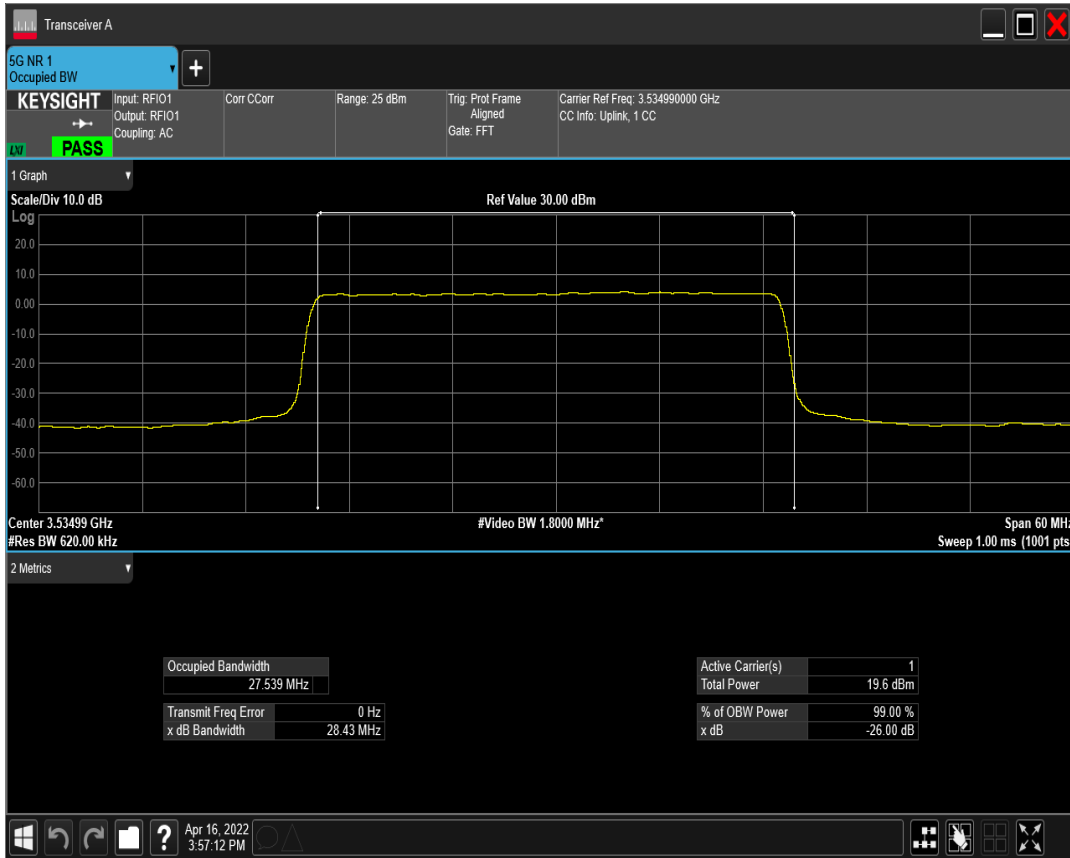 Transceiver A
5G NR 1
Occupied BW
+
KEYSIGHT
LXI
PASS
Input: RFIO1
Output: RFIO1
Coupling: AC
Corr CCorr
Range: 25 dBm
Trig: Prot Frame
Aligned
Gate: FFT
Carrier Ref Freq: 3.534990000 GHz
CC Info: Uplink, 1 CC
1 Graph
Scale/Div 10.0 dB
Ref Value 30.00 dBm
Log
20.0
10.0
0.00
-10.0
-20.0
-30.0
-40.0
-50.0
-60.0
Center 3.53499 GHz
#Video BW 1.8000 MHz*
Span 60 MHz
#Res BW 620.00 kHz
Sweep 1.00 ms (1001 pts
2 Metrics
Occupied Bandwidth
27.539 MHz
Transmit Freq Error 0 Hz
x dB Bandwidth 28.43 MHz
Active Carrier(s) 1
Total Power 19.6 dBm
% of OBW Power 99.00 %
x dB -26.00 dB
?
Apr 16, 2022
3:57:12 PM